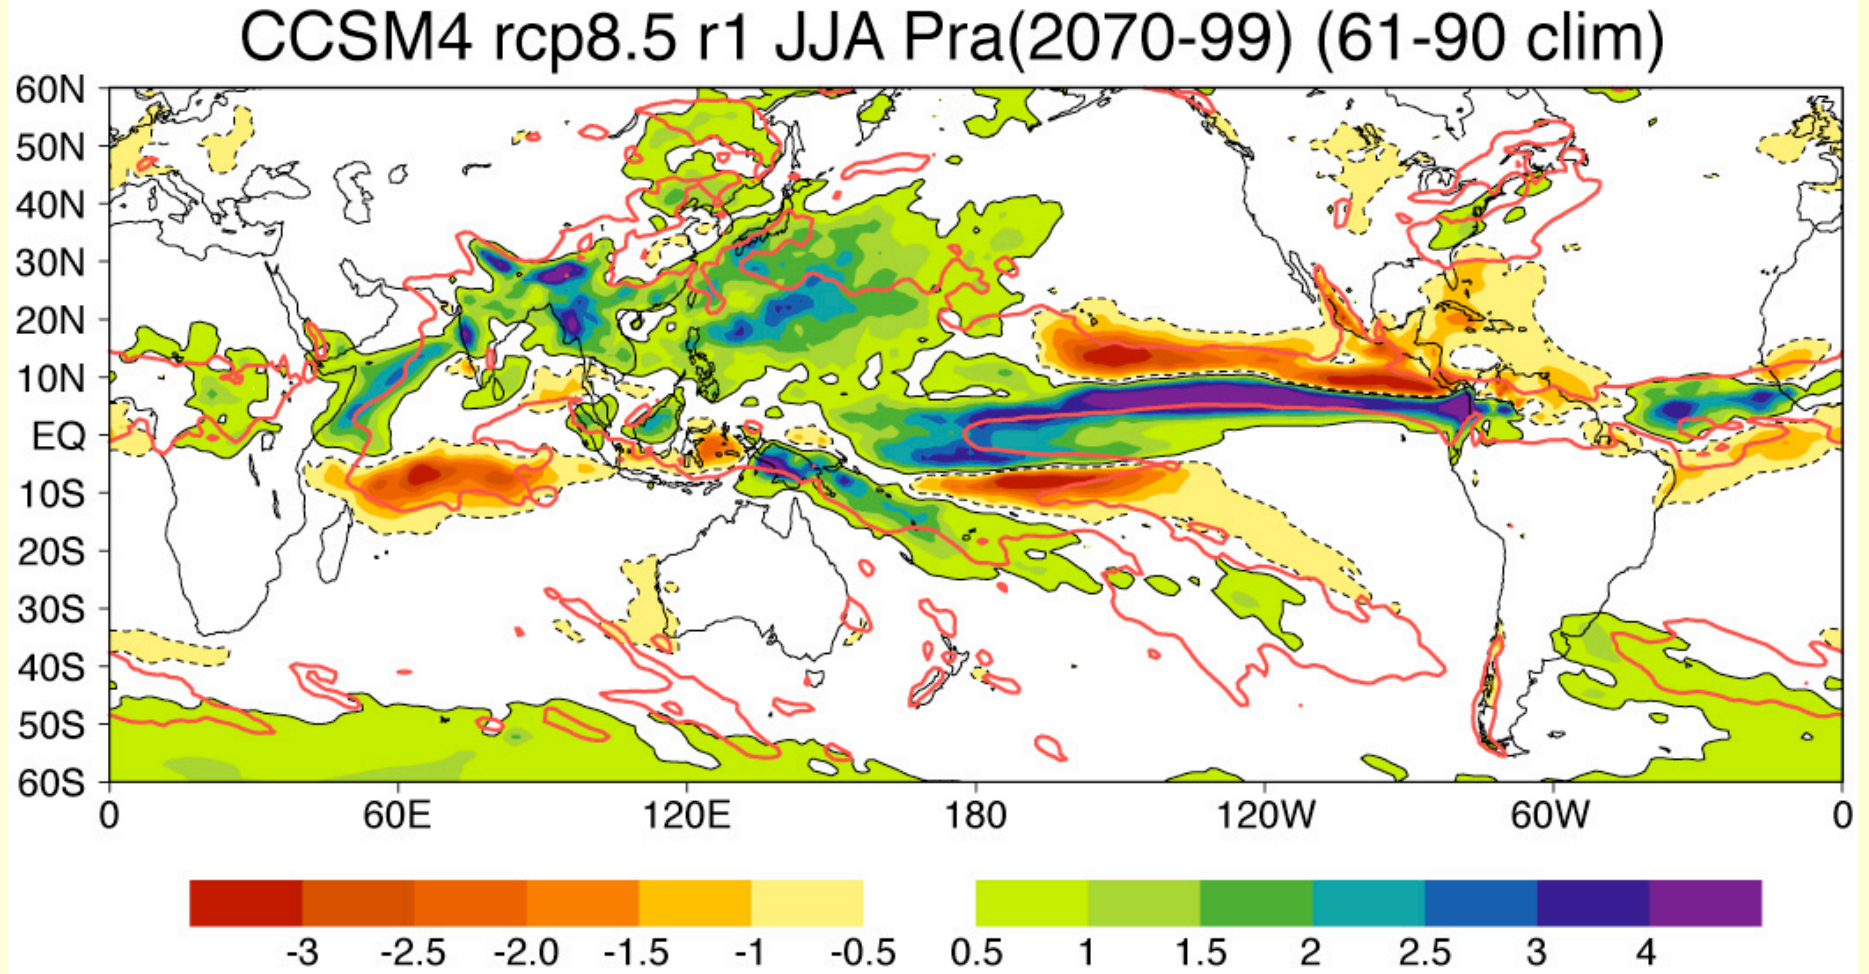 CCSM4 rcp8.5 r1 JJA Pra(2070-99) (61-90 clim)
60N
50N
40N
30N
20N
10N
EQ
10S
20S
30S
40S
50S
60S
0 60E 120E 180 120W 60W 0
-3 -2.5 -2.0 -1.5 -1 -0.5 0.5 1 1.5 2 2.5 3 4